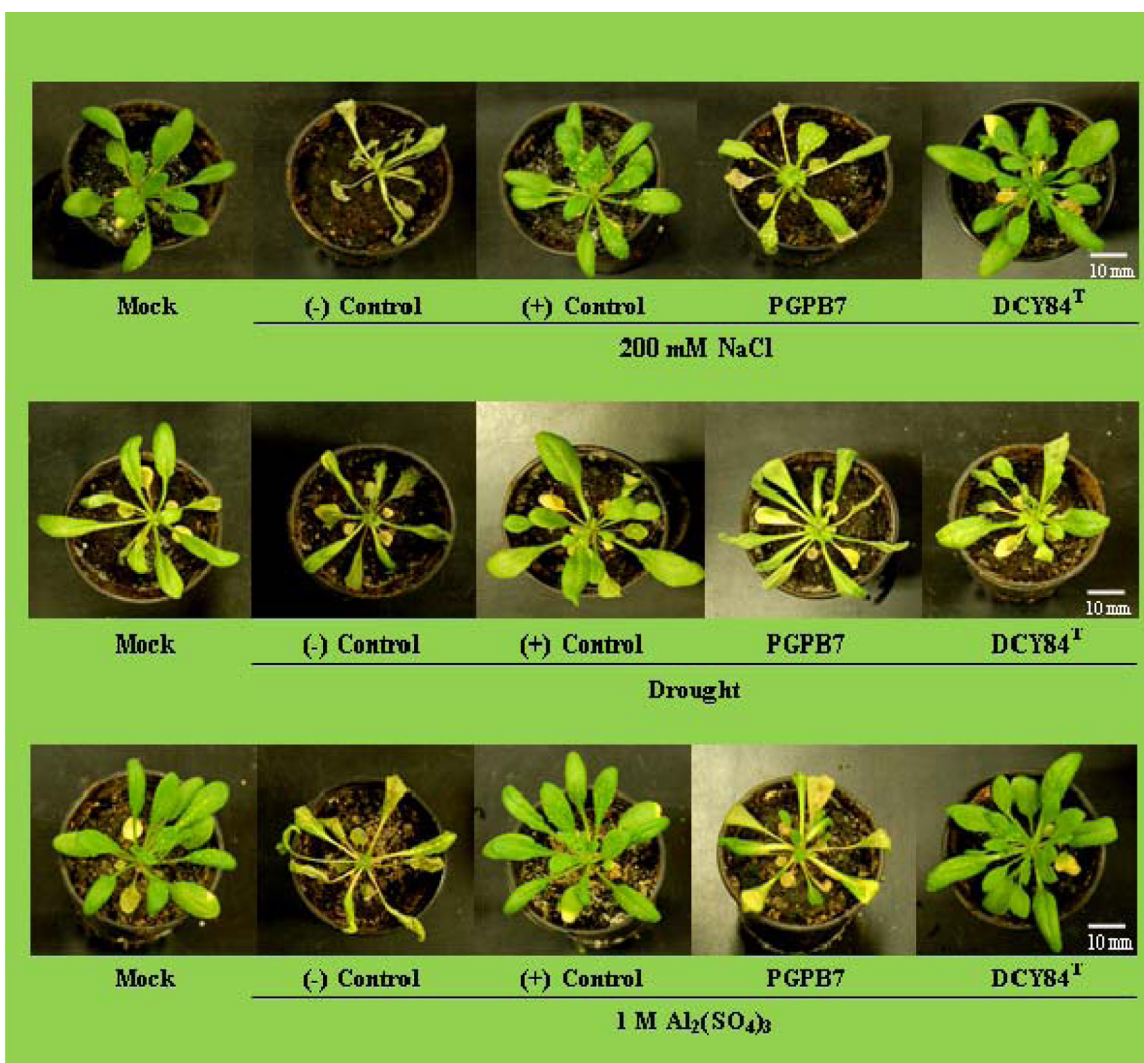 10 mm
Mock (-) Control (+) Control PGPB7 DCY84ᵀ
200 mM NaCl
10 mm
Mock (-) Control (+) Control PGPB7 DCY84ᵀ
Drought
10 mm
Mock (-) Control (+) Control PGPB7 DCY84ᵀ
1 M Al₂(SO₄)₃